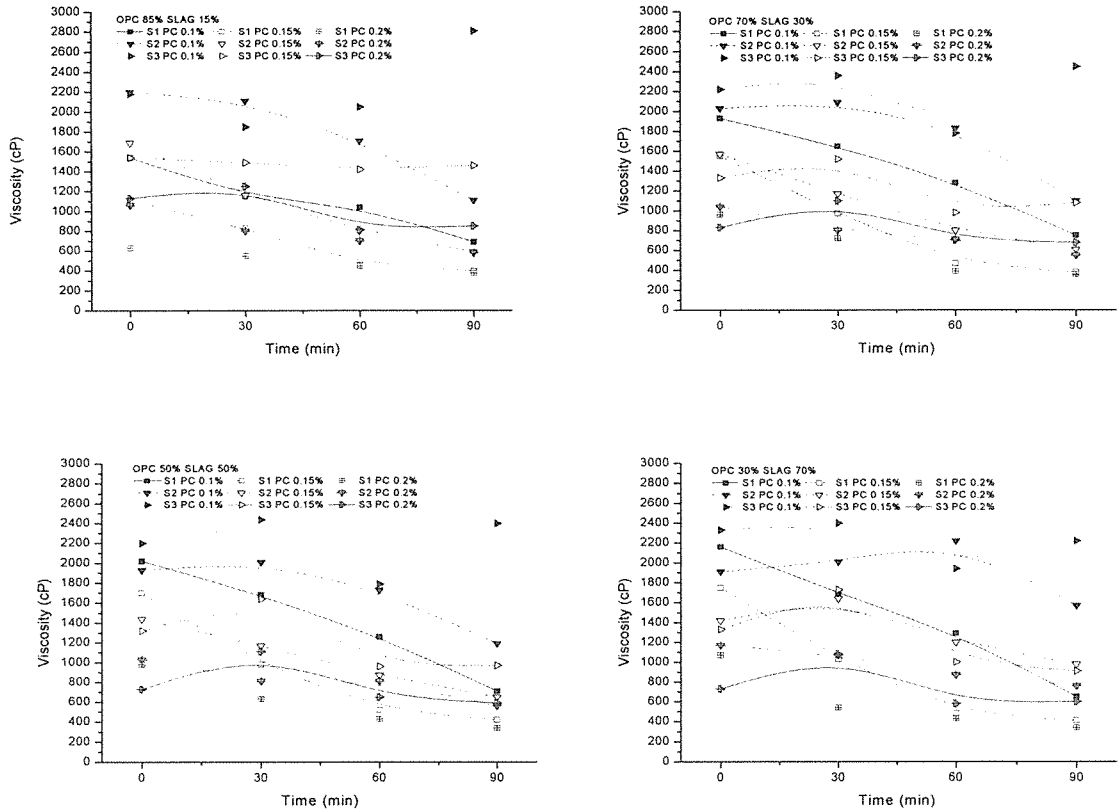 OPC 85% SLAG 15%
S1 PC 0.1% S1 PC 0.15% S1 PC 0.2%
S2 PC 0.1% S2 PC 0.15% S2 PC 0.2%
S3 PC 0.1% S3 PC 0.15% S3 PC 0.2%
3000
2800
2600
2400
2200
2000
1800
1600
1400
1200
1000
800
600
400
200
0
Viscosity (cP)
0 30 60 90
Time (min)
OPC 70% SLAG 30%
S1 PC 0.1% S1 PC 0.15% S1 PC 0.2%
S2 PC 0.1% S2 PC 0.15% S2 PC 0.2%
S3 PC 0.1% S3 PC 0.15% S3 PC 0.2%
3000
2800
2600
2400
2200
2000
1800
1600
1400
1200
1000
800
600
400
200
0
Viscosity (cP)
0 30 60 90
Time (min)
OPC 50% SLAG 50%
S1 PC 0.1% S1 PC 0.15% S1 PC 0.2%
S2 PC 0.1% S2 PC 0.15% S2 PC 0.2%
S3 PC 0.1% S3 PC 0.15% S3 PC 0.2%
3000
2800
2600
2400
2200
2000
1800
1600
1400
1200
1000
800
600
400
200
0
Viscosity (cP)
0 30 60 90
Time (min)
OPC 30% SLAG 70%
S1 PC 0.1% S1 PC 0.15% S1 PC 0.2%
S2 PC 0.1% S2 PC 0.15% S2 PC 0.2%
S3 PC 0.1% S3 PC 0.15% S3 PC 0.2%
3000
2800
2600
2400
2200
2000
1800
1600
1400
1200
1000
800
600
400
200
0
Viscosity (cP)
0 30 60 90
Time (min)